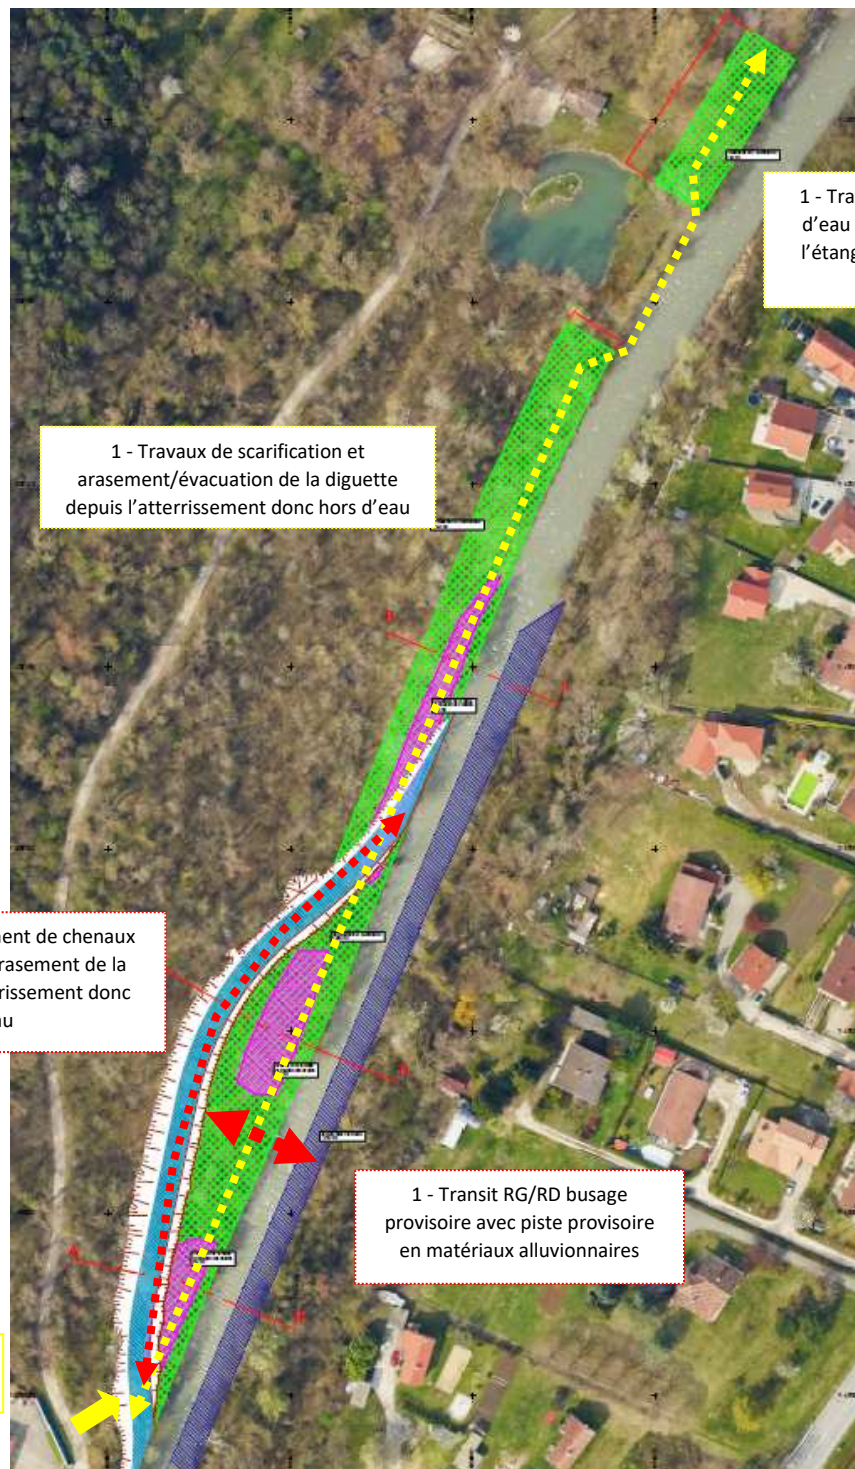 1 - Tra
d’eau
l’étang
1 - Travaux de scarification et
arasement/évacuation de la diguette
depuis l’atterrissement donc hors d’eau
ent de chenaux
rasement de la
rissement donc
au
1 - Transit RG/RD busage
provisoire avec piste provisoire
en matériaux alluvionnaires